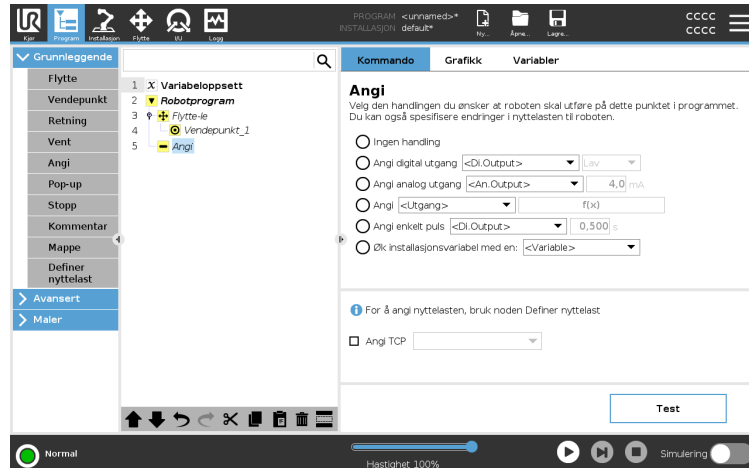 UR
PROGRAM <unnamed>*
INSTALLASJON default*
cccc
cccc
Kjør Program Installasjon Flytte I/U Logg Ny... Åpne... Lagre...
Grunnleggende
Flytte
Vendepunkt
Retning
Vent
Angi
Pop-up
Stopp
Kommentar
Mappe
Definer
nyttelast
Avansert
Maler
1 X Variabeloppsett
2 Robotprogram
3 Flytte-le
4 Vendepunkt_1
5 Angi
Kommando Grafikk Variabler
Angi
Velg den handlingen du ønsker at roboten skal utføre på dette punktet i programmet.
Du kan også spesifisere endringer i nyttelasten til roboten.
Ingen handling
Angi digital utgang <Di.Output> Lav
Angi analog utgang <An.Output> 4,0 mA
Angi <Utgang> f(x)
Angi enkelt puls <Di.Output> 0,500 s
Øk installasjonsvariabel med en: <Variable>
For å angi nyttelasten, bruk noden Definer nyttelast
Angi TCP
Test
Normal
Hastighet 100%
Simulering